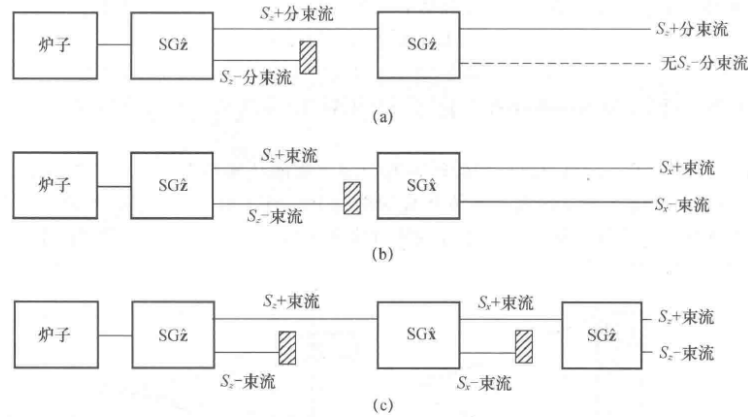 S_z+分束流
炉子 SGẑ SGẑ S_z+分束流
S_z−分束流 无S_z−分束流
(a)
S_z+束流 S_x+束流
炉子 SGẑ SGx̂
S_z−束流 S_x−束流
(b)
S_z+束流 S_x+束流 S_z+束流
炉子 SGẑ SGx̂ SGẑ
S_z−束流
S_z−束流 S_x−束流
(c)